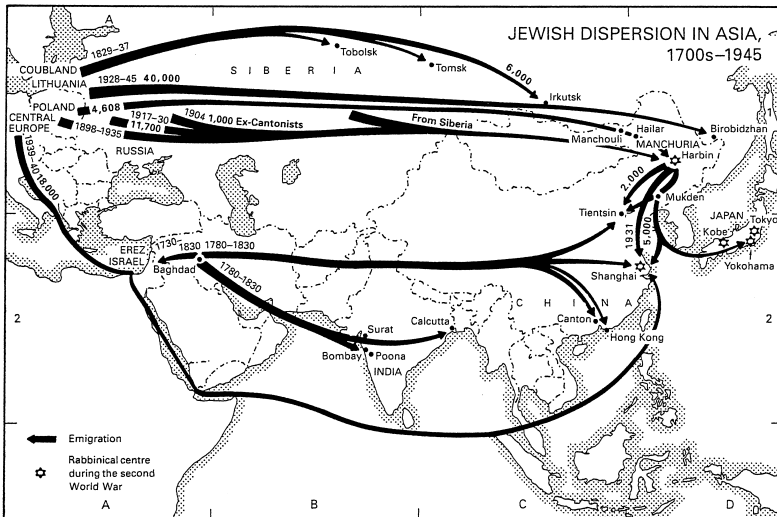 JEWISH DISPERSION IN ASIA,
1700s–1945
A
1829–37
COUBLAND
LITHUANIA
1928–45 40,000
POLAND
4,608
CENTRAL
EUROPE
1917–30
11,700
1898–1935
1904 1,000 Ex-Cantonists
RUSSIA
1939–40 18,000
Tobolsk
Tomsk
SIBERIA
6,000
Irkutsk
From Siberia
Manchouli
Hailar
MANCHURIA
Harbin
Birobidzhan
1
2,000
Mukden
Tientsin
1931
5,000
JAPAN
Tokyo
Kobe
Yokohama
EREZ
ISRAEL
1730–1830
1780–1830
Baghdad
1780–1830
Shanghai
CHINA
Canton
Hong Kong
Surat
Calcutta
Bombay
Poona
INDIA
2
2
Emigration
Rabbinical centre
during the second
World War
A
B
C
D